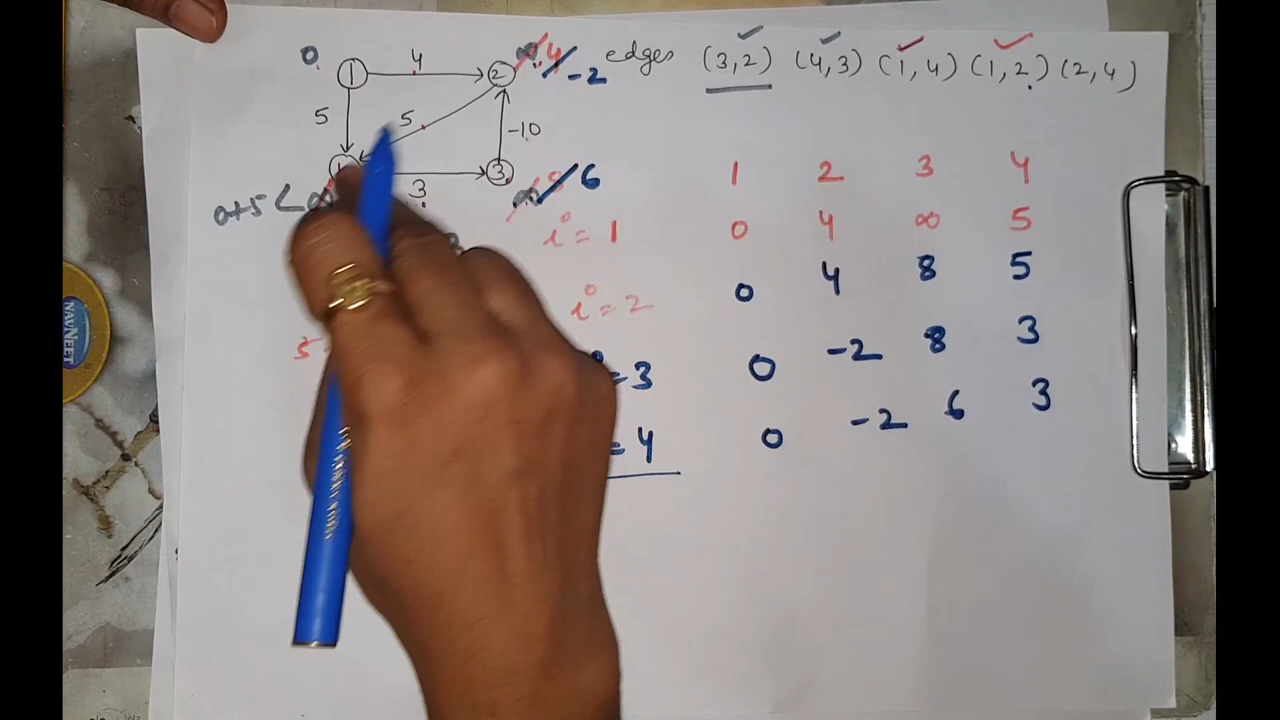 0 1 4 2 ∞ 4 -2 edges (3,2) (4,3) (1,4) (1,2) (2,4)
5 5 -10
3 3 ∞ 8 6
0+5 < ∞
1 2 3 4
i = 1 0 4 ∞ 5
i = 2 0 4 8 5
= 3 0 -2 8 3
= 4 0 -2 6 3
NAVNEET